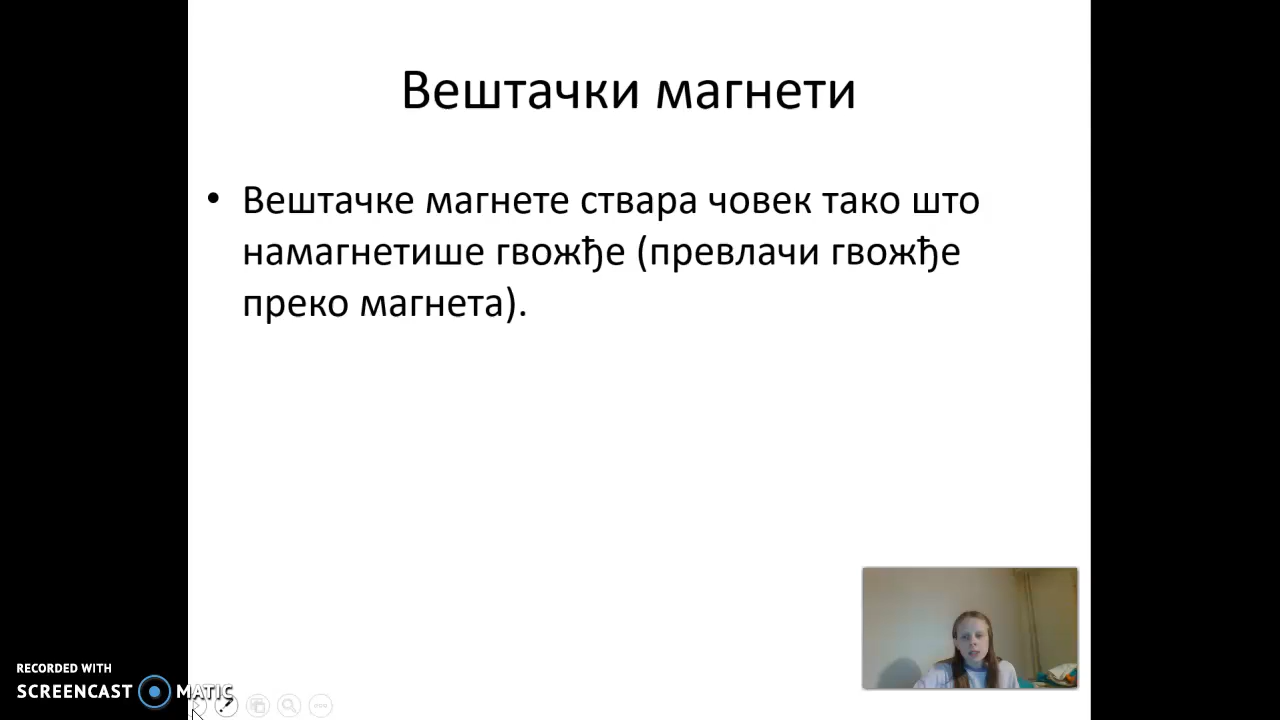 Вештачки магнети
• Вештачке магнете ствара човек тако што
намагнетише гвожђе (превлачи гвожђе
преко магнета).
RECORDED WITH
SCREENCAST MATIC